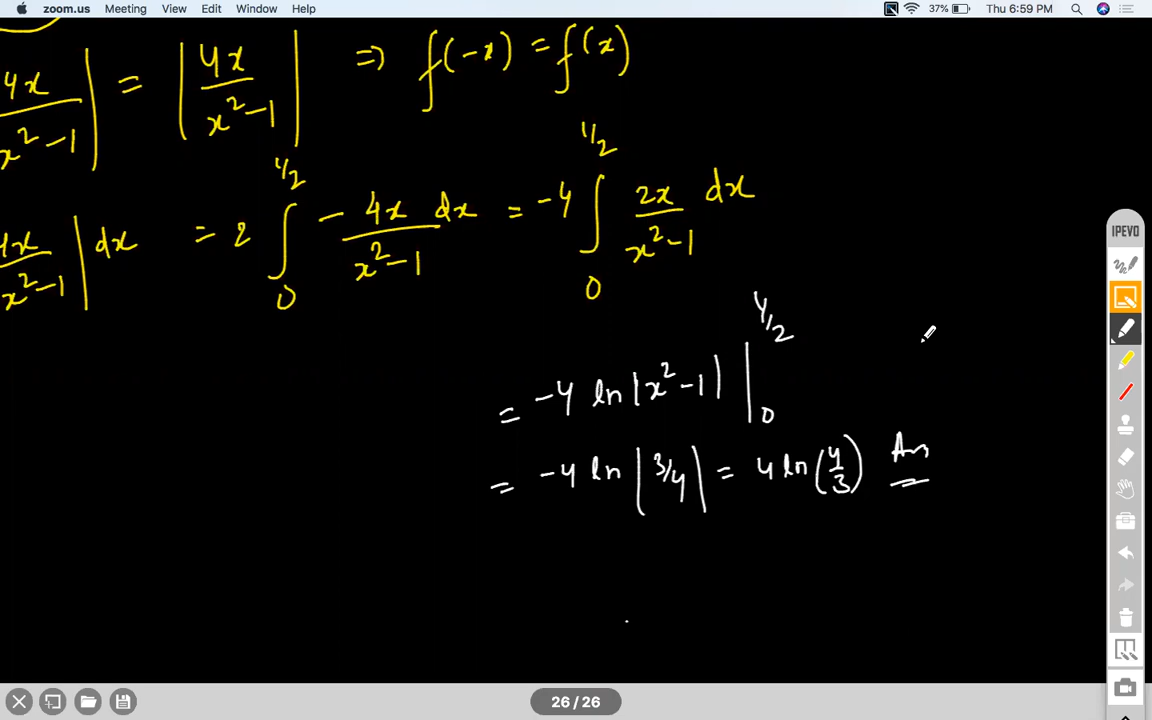 zoom.us Meeting View Edit Window Help 37% Thu 6:59 PM
|4x/(x²-1)| = |4x/(x²-1)| ⇒ f(-x) = f(x)
|4x/(x²-1)| dx = 2 ∫₀^(1/2) -4x/(x²-1) dx = -4 ∫₀^(1/2) 2x/(x²-1) dx
= -4 ln|x²-1| |₀^(1/2)
= -4 ln|3/4| = 4 ln(4/3) Ans
IPEVO
26/26